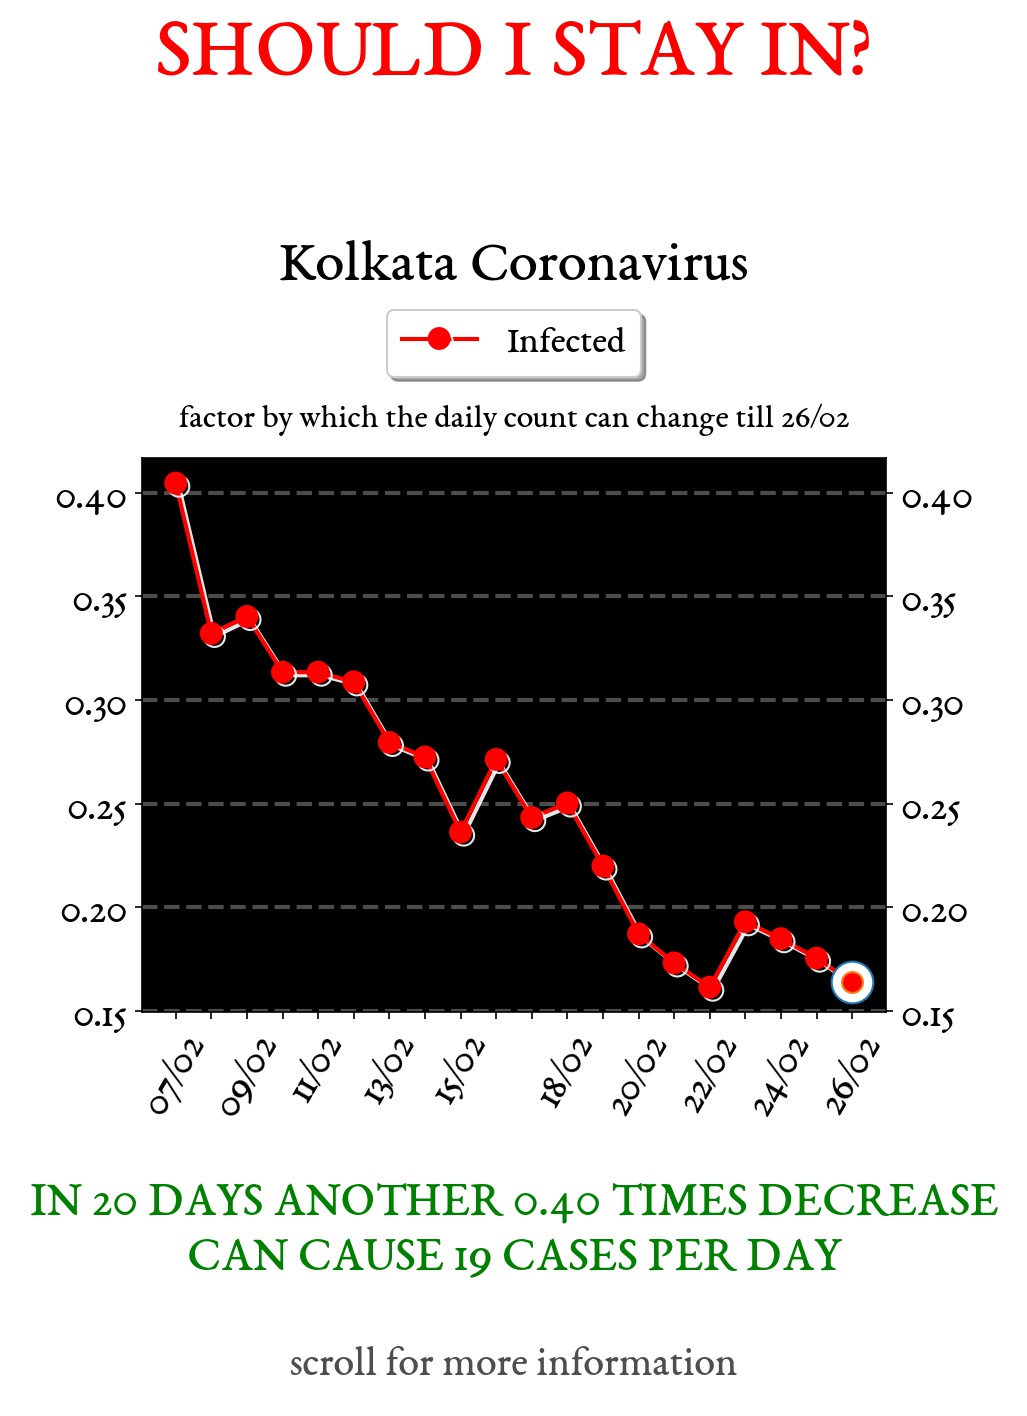 SHOULD I STAY IN?
Kolkata Coronavirus
Infected
factor by which the daily count can change till 26/02
0.40 0.40
0.35 0.35
0.30 0.30
0.25 0.25
0.20 0.20
0.15 0.15
07/02 09/02 11/02 13/02 15/02 18/02 20/02 22/02 24/02 26/02
IN 20 DAYS ANOTHER 0.40 TIMES DECREASE
CAN CAUSE 19 CASES PER DAY
scroll for more information